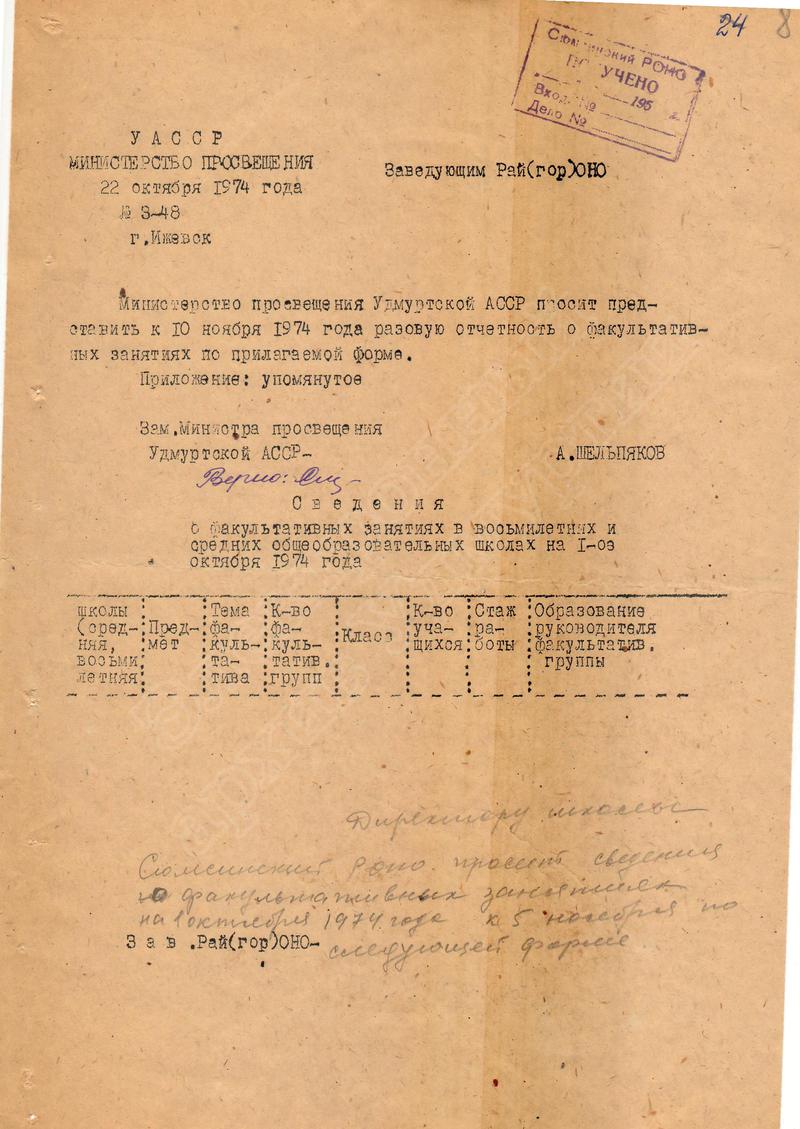 24 8
Сюмсинский РОНО
ПОЛУЧЕНО
195 г.
Вход. №
Дело №
УАССР
МИНИСТЕРСТВО ПРОСВЕЩЕНИЯ
22 октября 1974 года
№ 3-48
г.Ижевск
Заведующим Рай(гор)ОНО
Министерство просвещения Удмуртской АССР просит пред-
ставить к 10 ноября 1974 года разовую отчетность о факультатив-
ных занятиях по прилагаемой форме.
Приложение: упомянутое
Зам.Министра просвещения
Удмуртской АССР- А.ШЕЛЬПЯКОВ
Верно:
Сведения
о факультативных занятиях в восьмилетних и
средних общеобразовательных школах на I-ое
октября 1974 года
школы (сред- няя, восьми летняя
Пред- мет
Тема фа- куль- та- тива
К-во фа- куль- татив. групп
Класс
К-во уча- щихся
Стаж ра- боты
Образование руководителя факультатив. группы
Директору школы
Сюмсинский РОНО просит сведения
о факультативных занятиях
на 1 октября 1974 года к 5 ноября по
следующей форме
Зав.Рай(гор)ОНО-